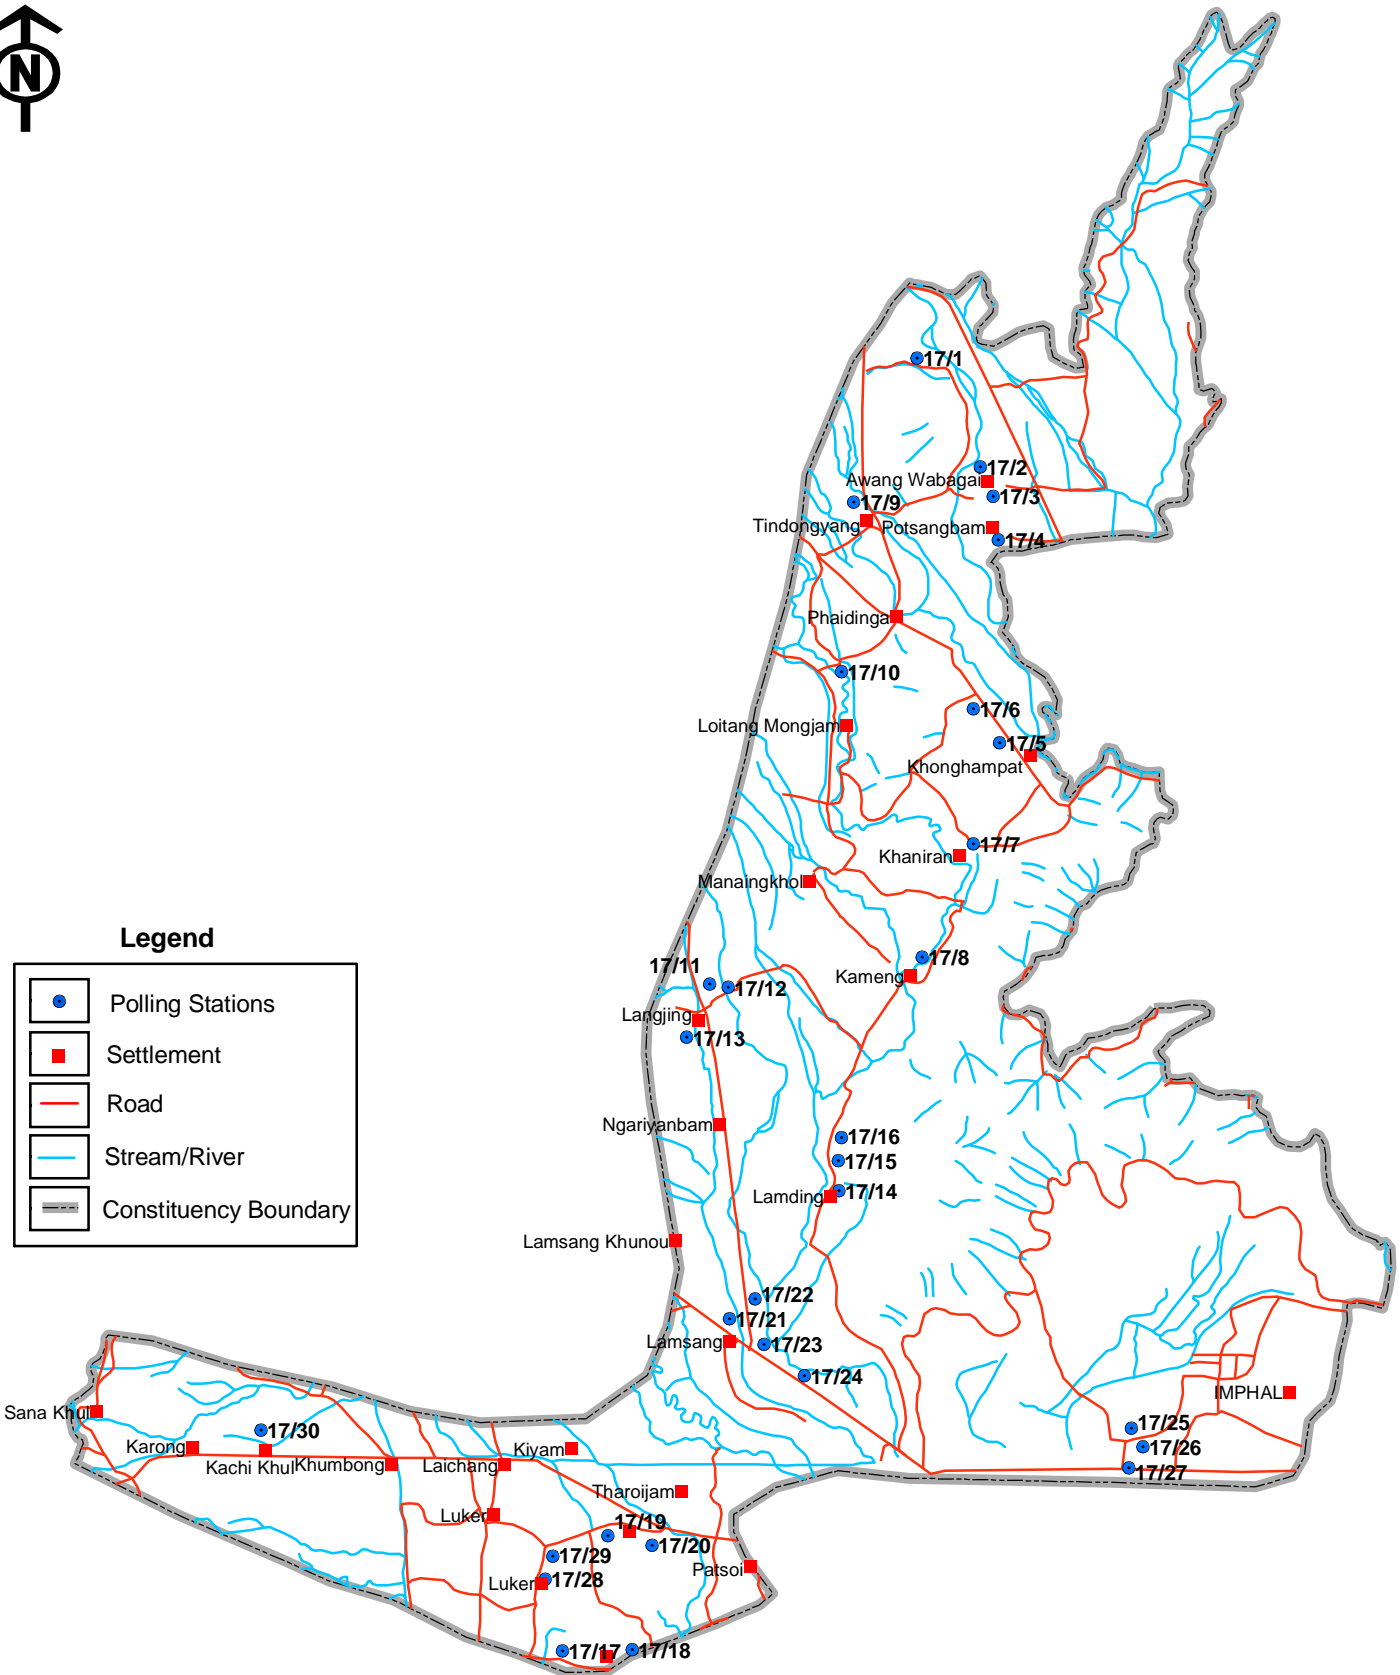 N
17/1
17/2
Awang Wabagai
17/3
17/9
Tindongyang
Potsangbam
17/4
Phaidinga
17/10
17/6
Loitang Mongjam
17/5
Khonghampat
17/7
Khaniran
Manaingkhol
17/8
17/11
Kameng
17/12
Langjing
17/13
Ngariyanbam
17/16
17/15
17/14
Lamding
Lamsang Khunou
17/22
17/21
Lamsang
17/23
17/24
IMPHAL
17/25
17/26
17/27
Sana Khul
17/30
Karong
Kachi Khul
Khumbong
Laichang
Kiyam
Tharoijam
Luker
17/19
17/20
17/29
Patsoi
17/28
Luker
17/17
17/18
Legend
Polling Stations
Settlement
Road
Stream/River
Constituency Boundary